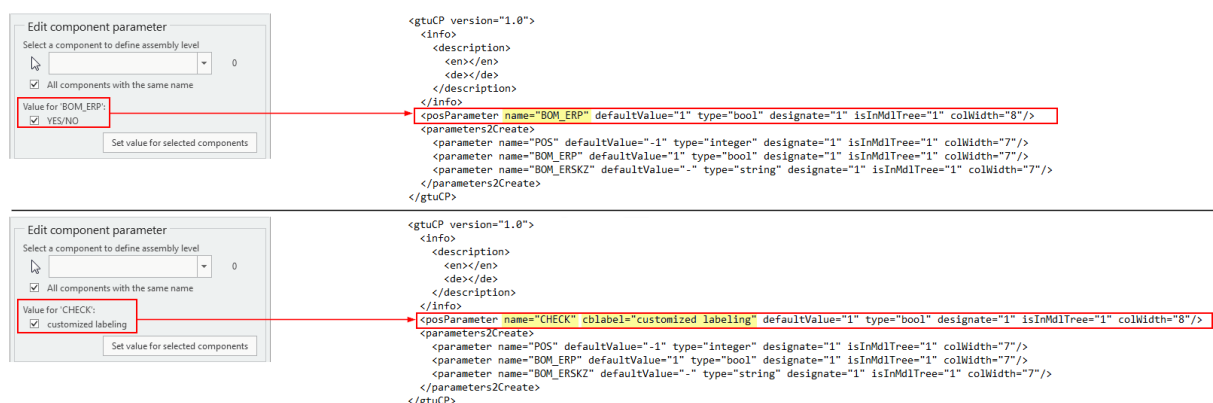 Edit component parameter
Select a component to define assembly level
0
All components with the same name
Value for 'BOM_ERP':
YES/NO
Set value for selected components
<gtuCP version="1.0">
<info>
<description>
<en></en>
<de></de>
</description>
</info>
<posParameter name="BOM_ERP" defaultValue="1" type="bool" designate="1" isInMdlTree="1" colWidth="8"/>
<parameters2Create>
<parameter name="POS" defaultValue="-1" type="integer" designate="1" isInMdlTree="1" colWidth="7"/>
<parameter name="BOM_ERP" defaultValue="1" type="bool" designate="1" isInMdlTree="1" colWidth="7"/>
<parameter name="BOM_ERSKZ" defaultValue="-" type="string" designate="1" isInMdlTree="1" colWidth="7"/>
</parameters2Create>
</gtuCP>
Edit component parameter
Select a component to define assembly level
0
All components with the same name
Value for 'CHECK':
customized labeling
Set value for selected components
<gtuCP version="1.0">
<info>
<description>
<en></en>
<de></de>
</description>
</info>
<posParameter name="CHECK" cblabel="customized labeling" defaultValue="1" type="bool" designate="1" isInMdlTree="1" colWidth="8"/>
<parameters2Create>
<parameter name="POS" defaultValue="-1" type="integer" designate="1" isInMdlTree="1" colWidth="7"/>
<parameter name="BOM_ERP" defaultValue="1" type="bool" designate="1" isInMdlTree="1" colWidth="7"/>
<parameter name="BOM_ERSKZ" defaultValue="-" type="string" designate="1" isInMdlTree="1" colWidth="7"/>
</parameters2Create>
</gtuCP>